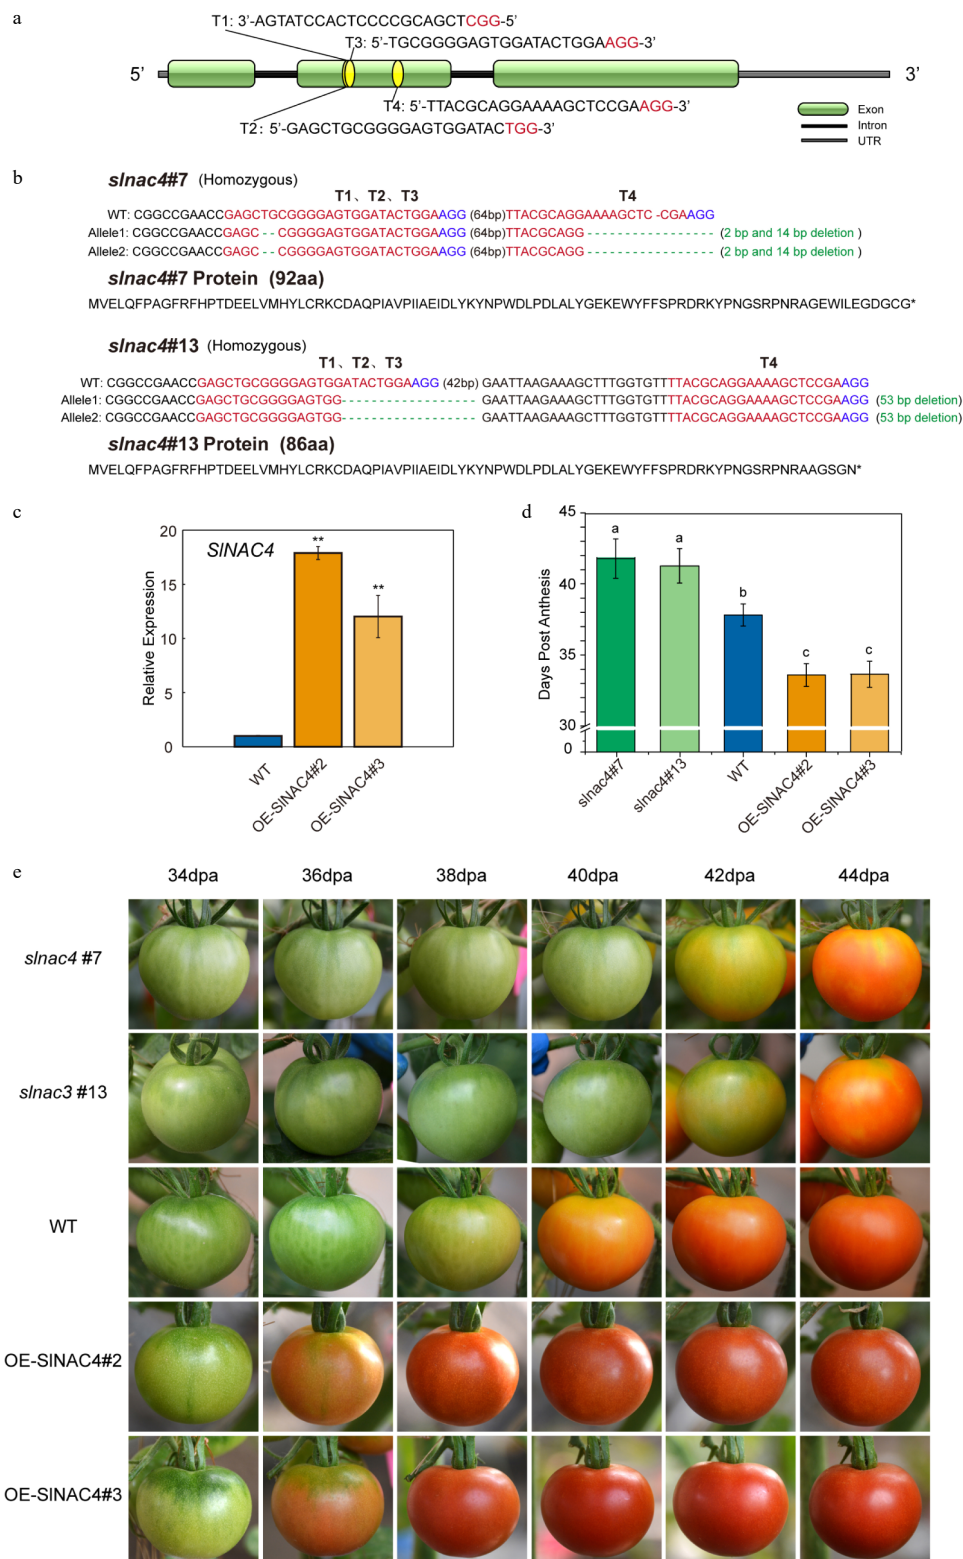 a
T1: 3'-AGTATCCACTCCCCGCAGCTCGG-5'
T3: 5'-TGCGGGGAGTGGATACTGGAAGG-3'
5'
3'
T4: 5'-TTACGCAGGAAAAGCTCCGAAGG-3'
T2: 5'-GAGCTGCGGGGAGTGGATACTGG-3'
Exon
Intron
UTR
b
slnac4#7 (Homozygous)
T1、T2、T3 T4
WT: CGGCCGAACCGAGCTGCGGGGAGTGGATACTGGAAGG (64bp)TTACGCAGGAAAAGCTC -CGAAGG
Allele1: CGGCCGAACCGAGC -- CGGGGAGTGGATACTGGAAGG (64bp)TTACGCAGG - - - - - - - - - - - - - - - - (2 bp and 14 bp deletion )
Allele2: CGGCCGAACCGAGC -- CGGGGAGTGGATACTGGAAGG (64bp)TTACGCAGG - - - - - - - - - - - - - - - - (2 bp and 14 bp deletion )
slnac4#7 Protein (92aa)
MVELQFPAGFRFHPTDEELVMHYLCRKCDAQPIAVPIIAEIDLYKYNPWDLPDLALYGEKEWYFFSPRDRKYPNGSRPNRAGEWILEGDGCG*
slnac4#13 (Homozygous)
T1、T2、T3 T4
WT: CGGCCGAACCGAGCTGCGGGGAGTGGATACTGGAAGG (42bp) GAATTAAGAAAGCTTTGGTGTTTTACGCAGGAAAAGCTCCGAAGG
Allele1: CGGCCGAACCGAGCTGCGGGGAGTGG----------------- GAATTAAGAAAGCTTTGGTGTTTTACGCAGGAAAAGCTCCGAAGG (53 bp deletion)
Allele2: CGGCCGAACCGAGCTGCGGGGAGTGG----------------- GAATTAAGAAAGCTTTGGTGTTTTACGCAGGAAAAGCTCCGAAGG (53 bp deletion)
slnac4#13 Protein (86aa)
MVELQFPAGFRFHPTDEELVMHYLCRKCDAQPIAVPIIAEIDLYKYNPWDLPDLALYGEKEWYFFSPRDRKYPNGSRPNRAAGSGN*
c
SlNAC4
Relative Expression
20
15
10
5
0
**
**
WT
OE-SlNAC4#2
OE-SlNAC4#3
d
Days Post Anthesis
45
40
35
30
0
a
a
b
c
c
slnac4#7
slnac4#13
WT
OE-SlNAC4#2
OE-SlNAC4#3
e
34dpa 36dpa 38dpa 40dpa 42dpa 44dpa
slnac4 #7
slnac3 #13
WT
OE-SlNAC4#2
OE-SlNAC4#3